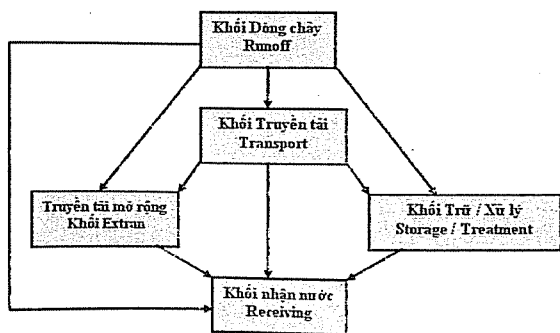 Khối Dòng chảy
Runoff
Khối Truyền tải
Transport
Truyền tải mở rộng
Khối Extran
Khối Trữ / Xử lý
Storage / Treatment
Khối nhận nước
Receiving